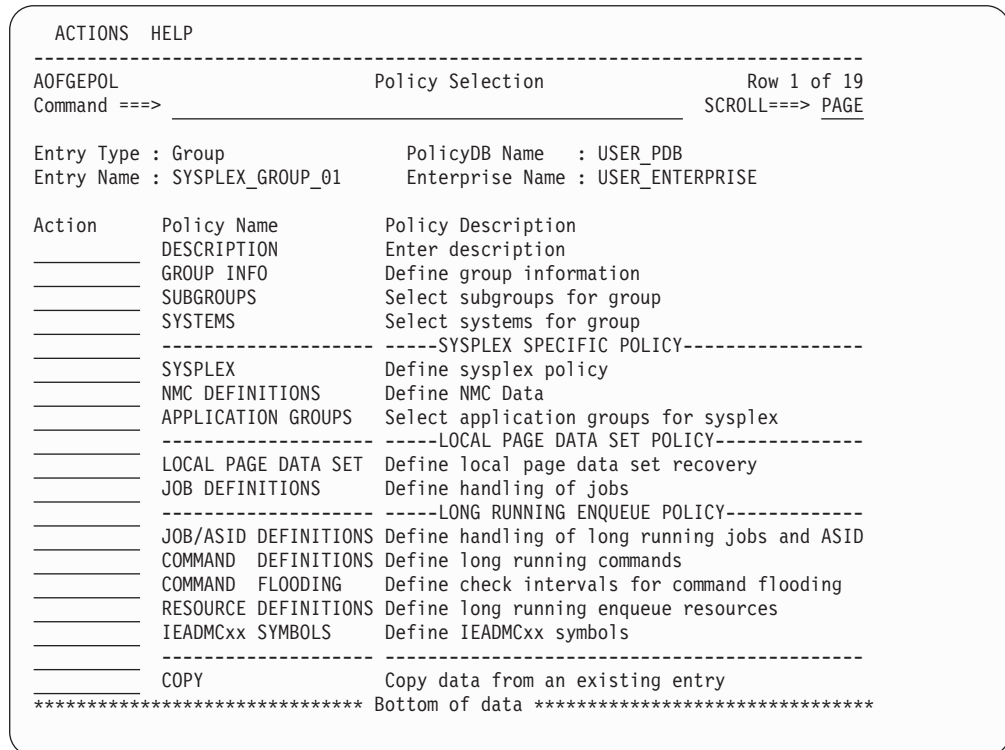 ACTIONS HELP
--------------------------------------------------------------------------------
AOFGEPOL Policy Selection Row 1 of 19
Command ===> SCROLL===> PAGE
Entry Type : Group PolicyDB Name : USER_PDB
Entry Name : SYSPLEX_GROUP_01 Enterprise Name : USER_ENTERPRISE
Action Policy Name Policy Description
DESCRIPTION Enter description
GROUP INFO Define group information
SUBGROUPS Select subgroups for group
SYSTEMS Select systems for group
-------------------- -----SYSPLEX SPECIFIC POLICY-----------------
SYSPLEX Define sysplex policy
NMC DEFINITIONS Define NMC Data
APPLICATION GROUPS Select application groups for sysplex
-------------------- -----LOCAL PAGE DATA SET POLICY--------------
LOCAL PAGE DATA SET Define local page data set recovery
JOB DEFINITIONS Define handling of jobs
-------------------- -----LONG RUNNING ENQUEUE POLICY-------------
JOB/ASID DEFINITIONS Define handling of long running jobs and ASID
COMMAND DEFINITIONS Define long running commands
COMMAND FLOODING Define check intervals for command flooding
RESOURCE DEFINITIONS Define long running enqueue resources
IEADMCxx SYMBOLS Define IEADMCxx symbols
-------------------- ---------------------------------------------
COPY Copy data from an existing entry
******************************* Bottom of data ********************************